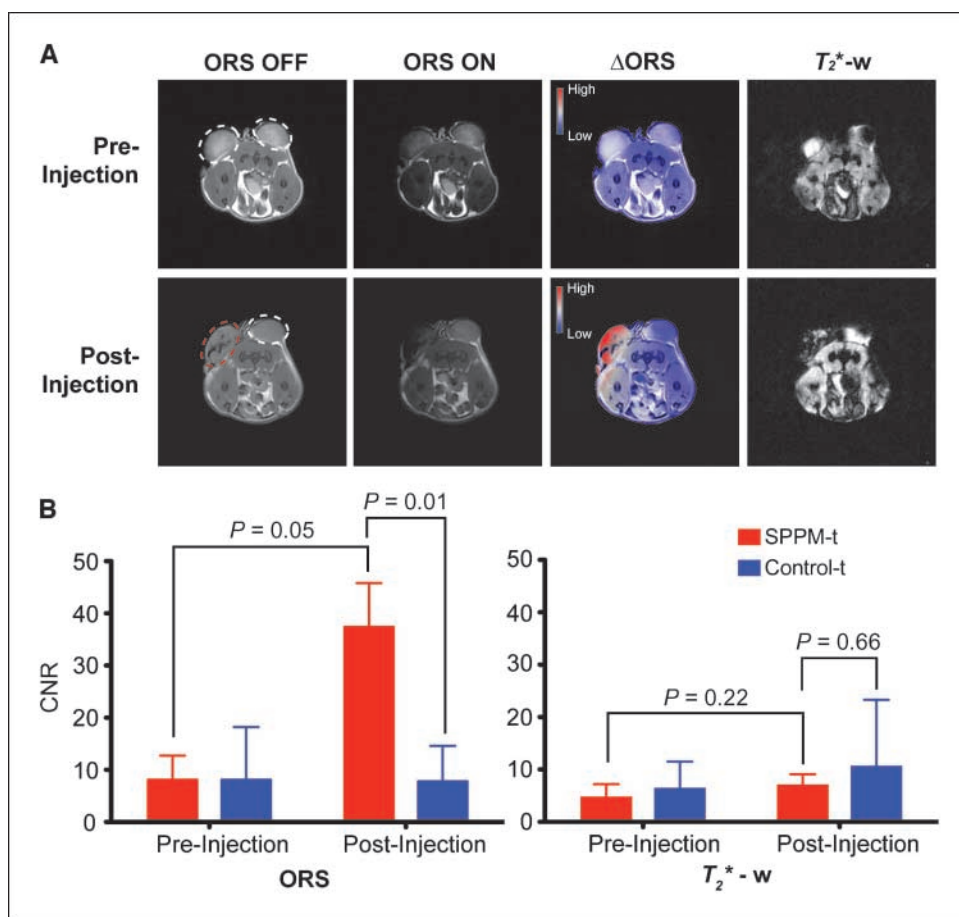 A
ORS OFF
ORS ON
ΔORS
T₂*-w
Pre-
Injection
High
Low
Post-
Injection
High
Low
B
P = 0.05
P = 0.01
CNR
50
40
30
20
10
0
Pre-Injection
Post-Injection
ORS
SPPM-t
Control-t
P = 0.22
P = 0.66
50
40
30
20
10
0
Pre-Injection
Post-Injection
T₂* - w